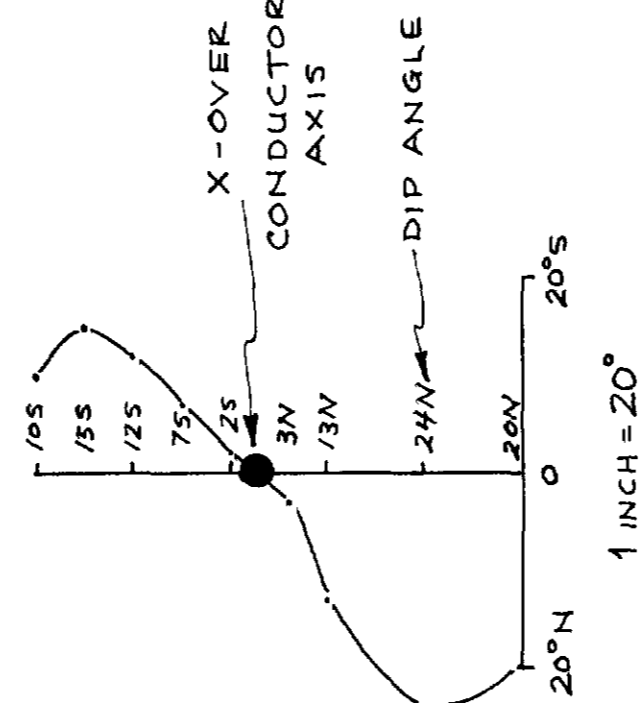 10S
15S
12S
7S
2S
3N
13N
24N
20N
X-OVER
CONDUCTOR
AXIS
DIP ANGLE
20°N
0
20°S
1 INCH = 20°